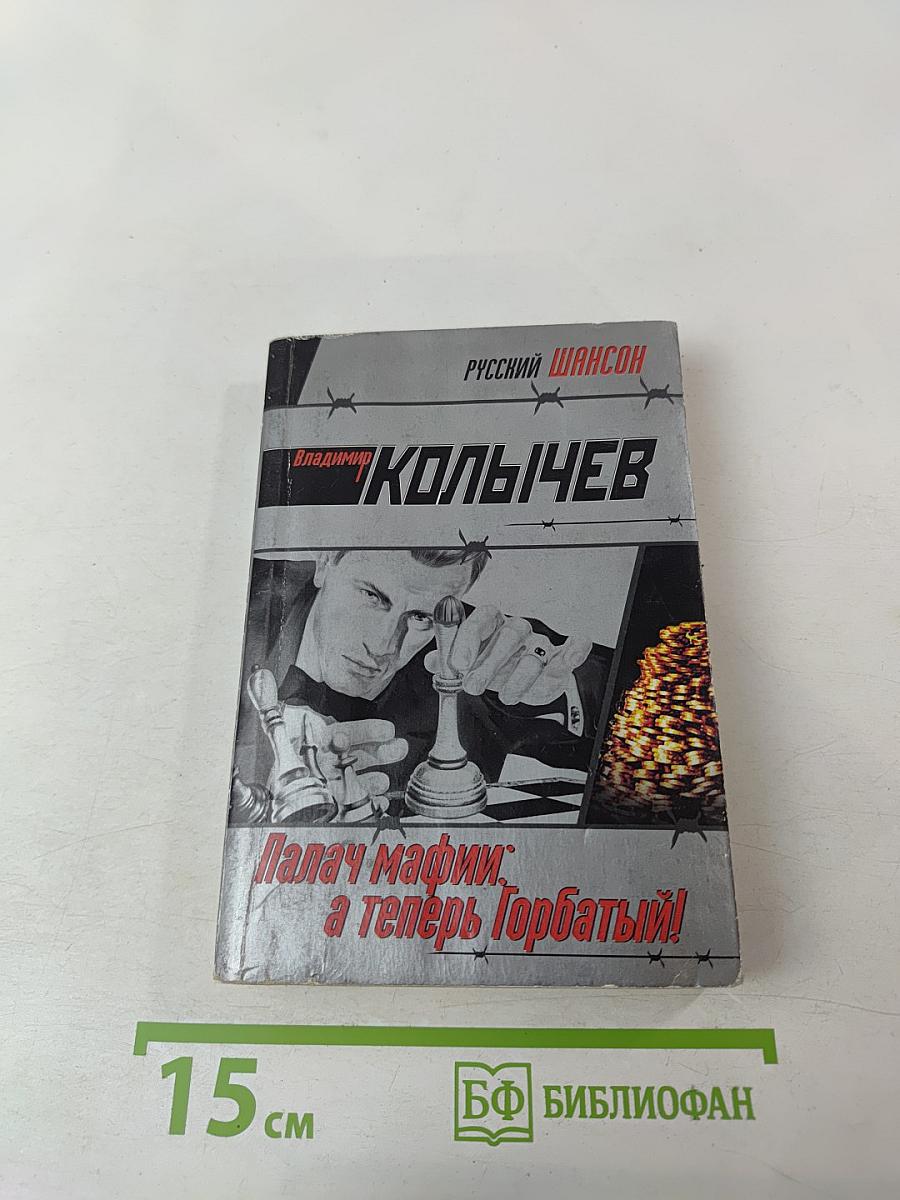 РУССКИЙ ШАНСОН
Владимир
КОЛЫЧЕВ
Палач мафии:
а теперь Горбатый!
15 см
БФ БИБЛИОФАН